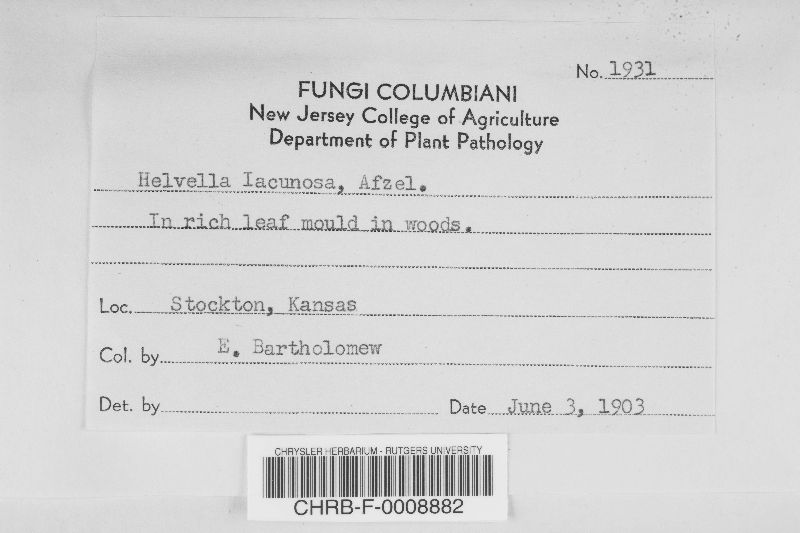 No. 1931
FUNGI COLUMBIANI
New Jersey College of Agriculture
Department of Plant Pathology
Helvella Iacunosa, Afzel.
In rich leaf mould in woods.
Loc. Stockton, Kansas
Col. by E. Bartholomew
Det. by Date June 3, 1903
CHRYSLER HERBARIUM - RUTGERS UNIVERSITY
CHRB-F-0008882